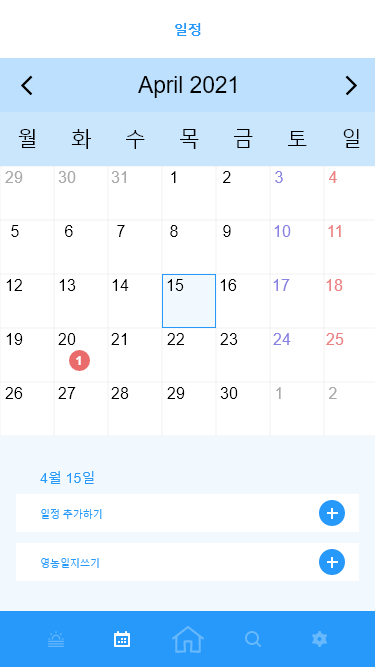 일정
April 2021
월 화 수 목 금 토 일
29 30 31 1 2 3 4
5 6 7 8 9 10 11
12 13 14 15 16 17 18
19 20 21 22 23 24 25
1
26 27 28 29 30 1 2
4월 15일
일정 추가하기
영농일지쓰기